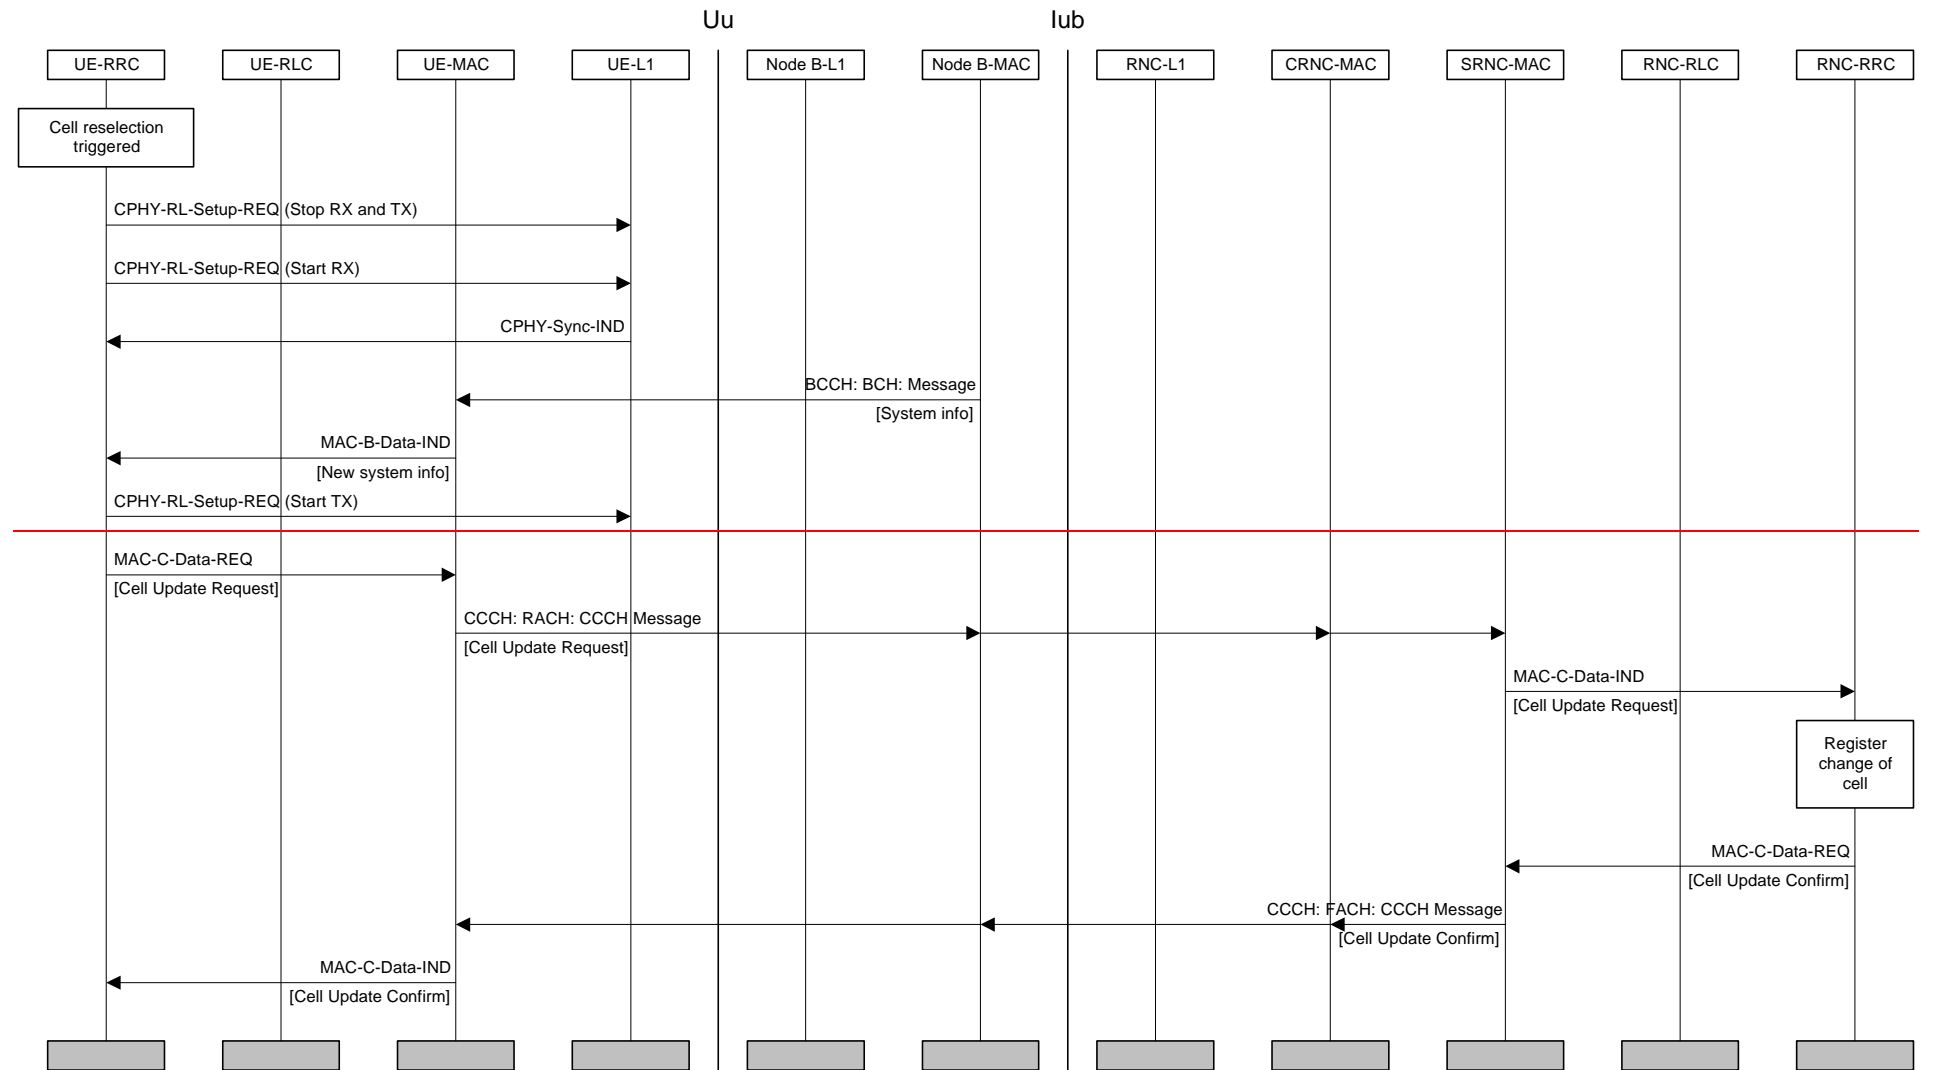 Uu
Iub
UE-RRC
UE-RLC
UE-MAC
UE-L1
Node B-L1
Node B-MAC
RNC-L1
CRNC-MAC
SRNC-MAC
RNC-RLC
RNC-RRC
Cell reselection
triggered
CPHY-RL-Setup-REQ (Stop RX and TX)
CPHY-RL-Setup-REQ (Start RX)
CPHY-Sync-IND
BCCH: BCH: Message
[System info]
MAC-B-Data-IND
[New system info]
CPHY-RL-Setup-REQ (Start TX)
MAC-C-Data-REQ
[Cell Update Request]
CCCH: RACH: CCCH Message
[Cell Update Request]
MAC-C-Data-IND
[Cell Update Request]
Register
change of
cell
MAC-C-Data-REQ
[Cell Update Confirm]
CCCH: FACH: CCCH Message
[Cell Update Confirm]
MAC-C-Data-IND
[Cell Update Confirm]